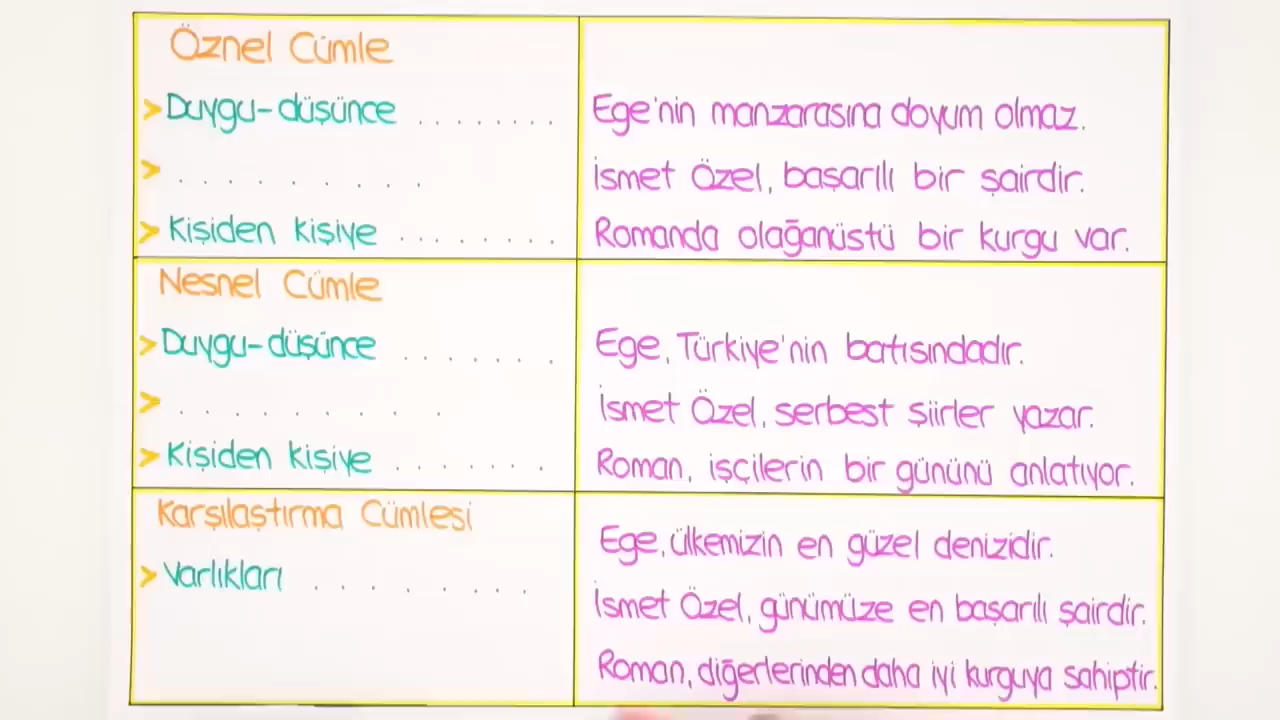 Öznel Cümle
> Duygu-düşünce ........
Ege'nin manzarasına doyum olmaz.
> .........
İsmet Özel, başarılı bir şairdir.
> Kişiden kişiye ........
Romanda olağanüstü bir kurgu var.
Nesnel Cümle
> Duygu-düşünce .......
Ege, Türkiye'nin batısındadır.
> ..........
İsmet Özel, serbest şiirler yazar.
> Kişiden kişiye .......
Roman, işçilerin bir gününü anlatıyor.
Karşılaştırma Cümlesi
> Varlıkları ........
Ege, ülkemizin en güzel denizidir.
İsmet Özel, günümüze en başarılı şairdir.
Roman, diğerlerinden daha iyi kurguya sahiptir.